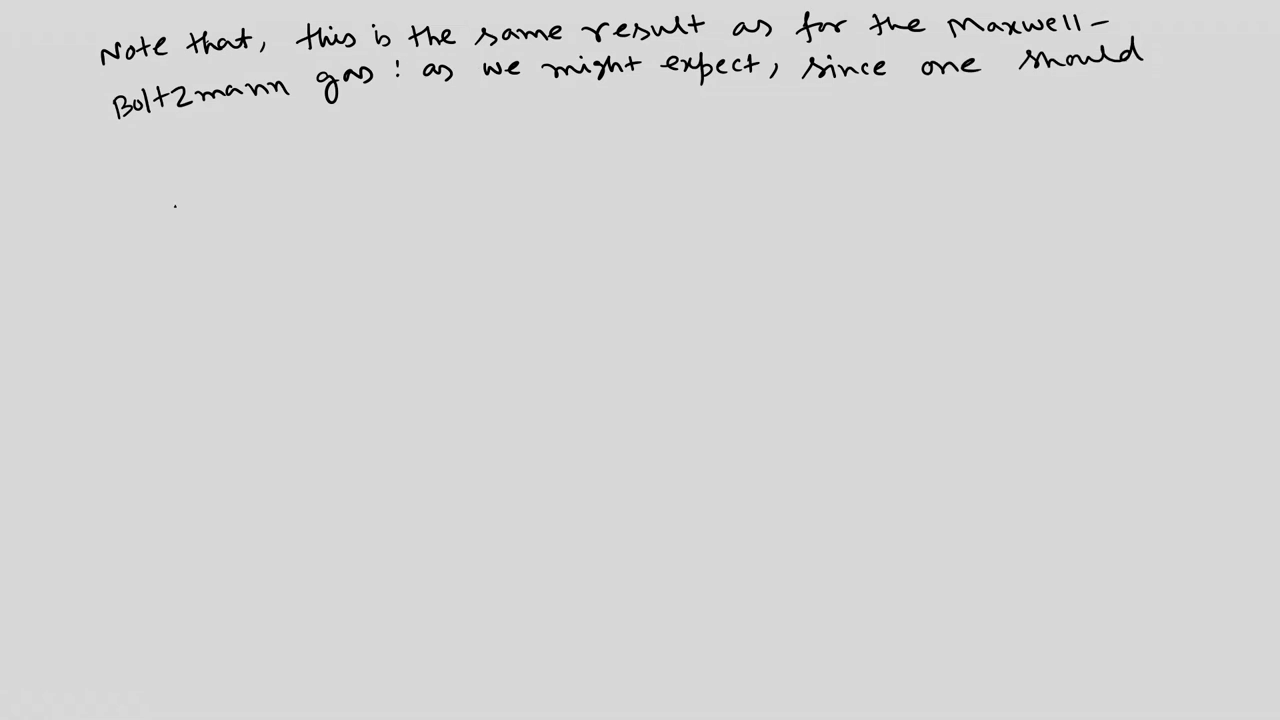 Note that, this is the same result as for the Maxwell-
Boltzmann gas! as we might expect, since one should